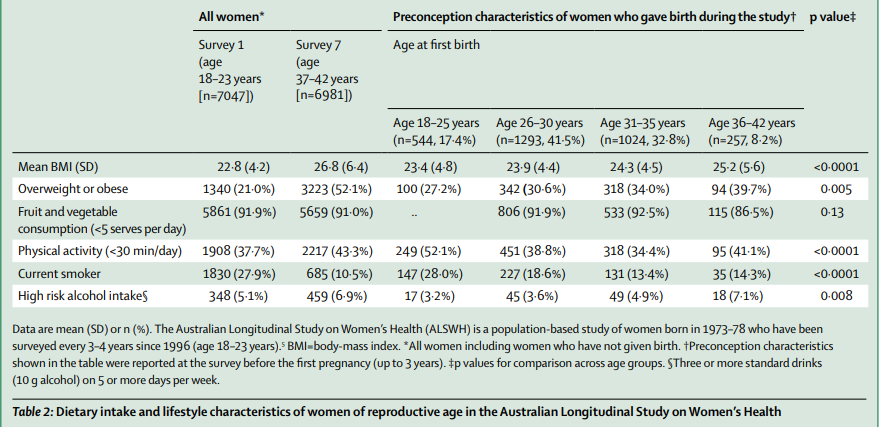 All women* Preconception characteristics of women who gave birth during the study† p value‡
Survey 1 (age 18–23 years [n=7047]) Survey 7 (age 37–42 years [n=6981]) Age at first birth
Age 18–25 years (n=544, 17·4%) Age 26–30 years (n=1293, 41·5%) Age 31–35 years (n=1024, 32·8%) Age 36–42 years (n=257, 8·2%)
Mean BMI (SD) 22·8 (4·2) 26·8 (6·4) 23·4 (4·8) 23·9 (4·4) 24·3 (4·5) 25·2 (5·6) <0·0001
Overweight or obese 1340 (21·0%) 3223 (52·1%) 100 (27·2%) 342 (30·6%) 318 (34·0%) 94 (39·7%) 0·005
Fruit and vegetable consumption (<5 serves per day) 5861 (91·9%) 5659 (91·0%) .. 806 (91·9%) 533 (92·5%) 115 (86·5%) 0·13
Physical activity (<30 min/day) 1908 (37·7%) 2217 (43·3%) 249 (52·1%) 451 (38·8%) 318 (34·4%) 95 (41·1%) <0·0001
Current smoker 1830 (27·9%) 685 (10·5%) 147 (28·0%) 227 (18·6%) 131 (13·4%) 35 (14·3%) <0·0001
High risk alcohol intake§ 348 (5·1%) 459 (6·9%) 17 (3·2%) 45 (3·6%) 49 (4·9%) 18 (7·1%) 0·008
Data are mean (SD) or n (%). The Australian Longitudinal Study on Women's Health (ALSWH) is a population-based study of women born in 1973–78 who have been
surveyed every 3–4 years since 1996 (age 18–23 years).⁵ BMI=body-mass index. *All women including women who have not given birth. †Preconception characteristics
shown in the table were reported at the survey before the first pregnancy (up to 3 years). ‡p values for comparison across age groups. §Three or more standard drinks
(10 g alcohol) on 5 or more days per week.
Table 2: Dietary intake and lifestyle characteristics of women of reproductive age in the Australian Longitudinal Study on Women's Health